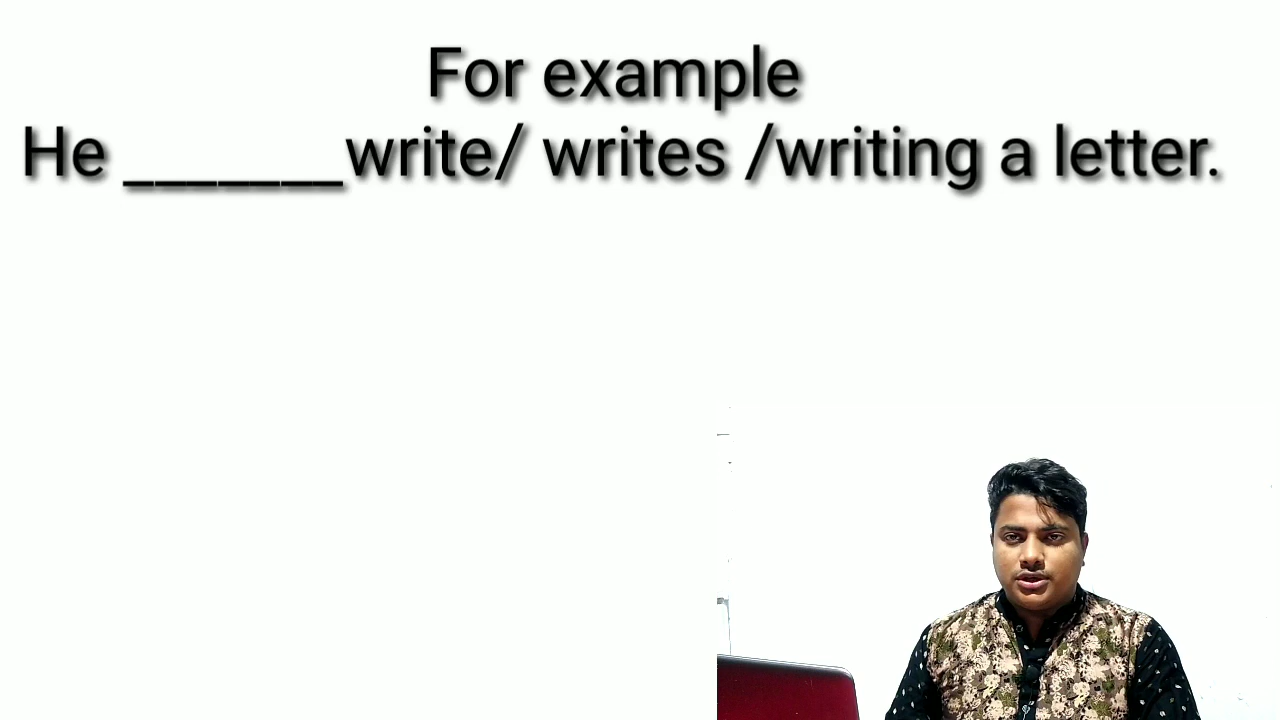 For example
He _______write/ writes /writing a letter.